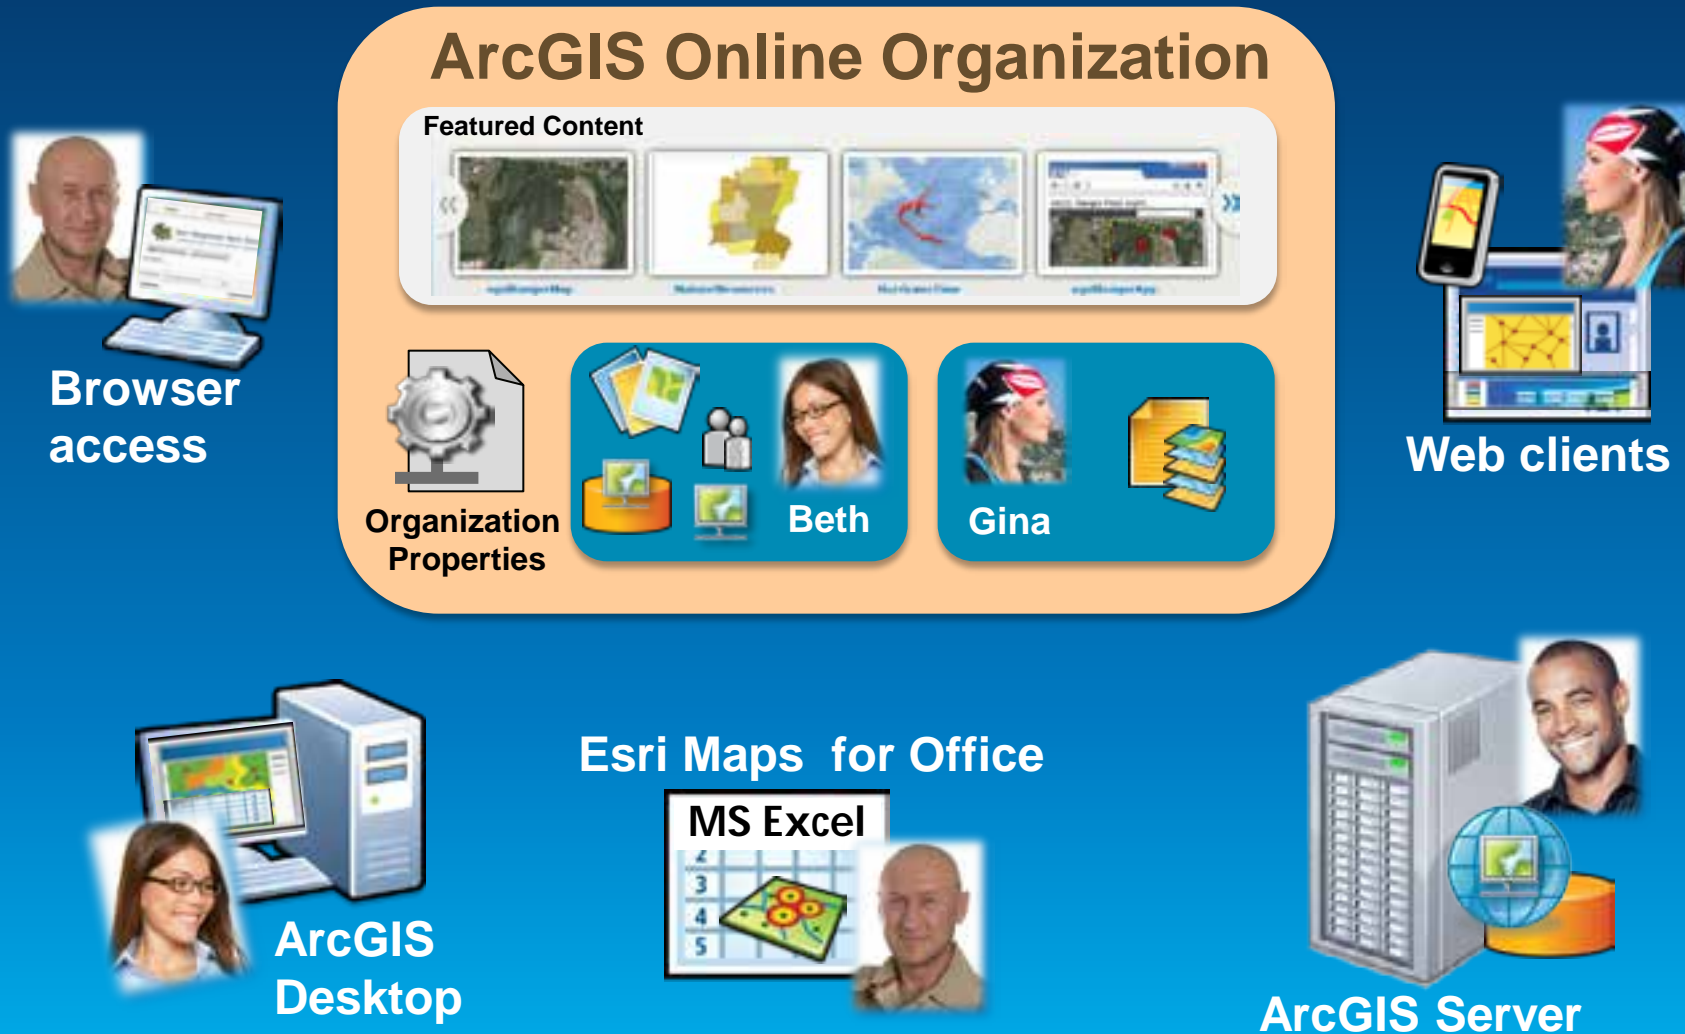 ArcGIS Online Organization
Featured Content
Browser
access
Organization
Properties
Beth
Gina
Web clients
Esri Maps for Office
MS Excel
2
3
4
5
ArcGIS
Desktop
ArcGIS Server